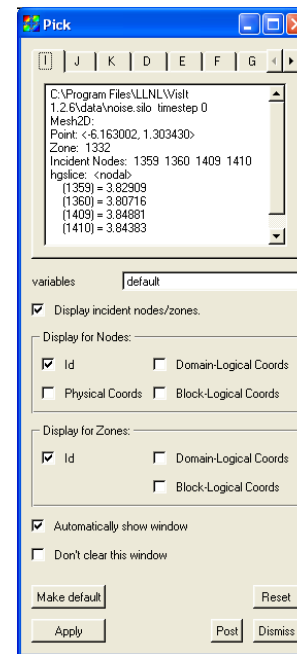 Pick
I J K D E F G
C:\Program Files\LLNL\VisIt
1.2.6\data\noise.silo timestep 0
Mesh2D:
Point: <-6.163002, 1.303430>
Zone: 1332
Incident Nodes: 1359 1360 1409 1410
hgslice: <nodal>
(1359) = 3.82909
(1360) = 3.80716
(1409) = 3.84881
(1410) = 3.84383
variables default
Display incident nodes/zones.
Display for Nodes:
Id Domain-Logical Coords
Physical Coords Block-Logical Coords
Display for Zones:
Id Domain-Logical Coords
Block-Logical Coords
Automatically show window
Don't clear this window
Make default Reset
Apply Post Dismiss